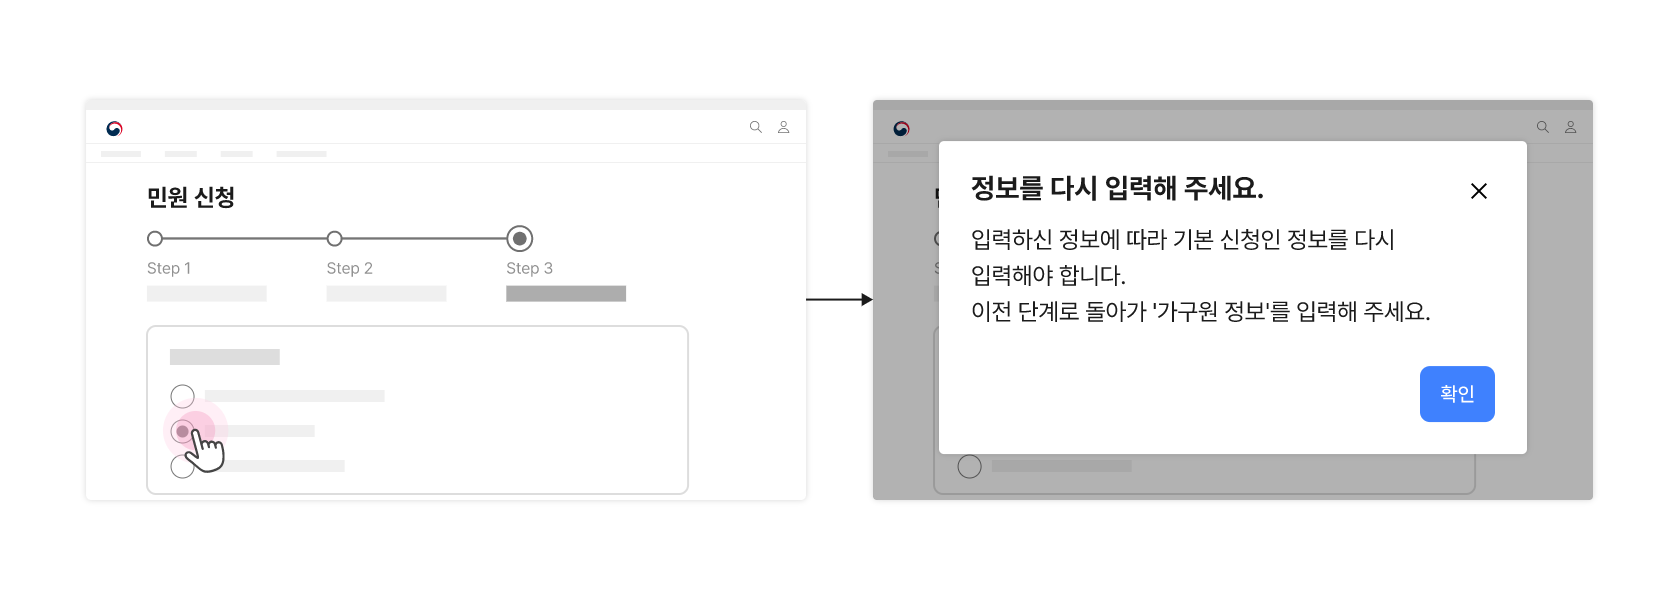 민원 신청
Step 1
Step 2
Step 3
정보를 다시 입력해 주세요.
입력하신 정보에 따라 기본 신청인 정보를 다시
입력해야 합니다.
이전 단계로 돌아가 '가구원 정보'를 입력해 주세요.
확인